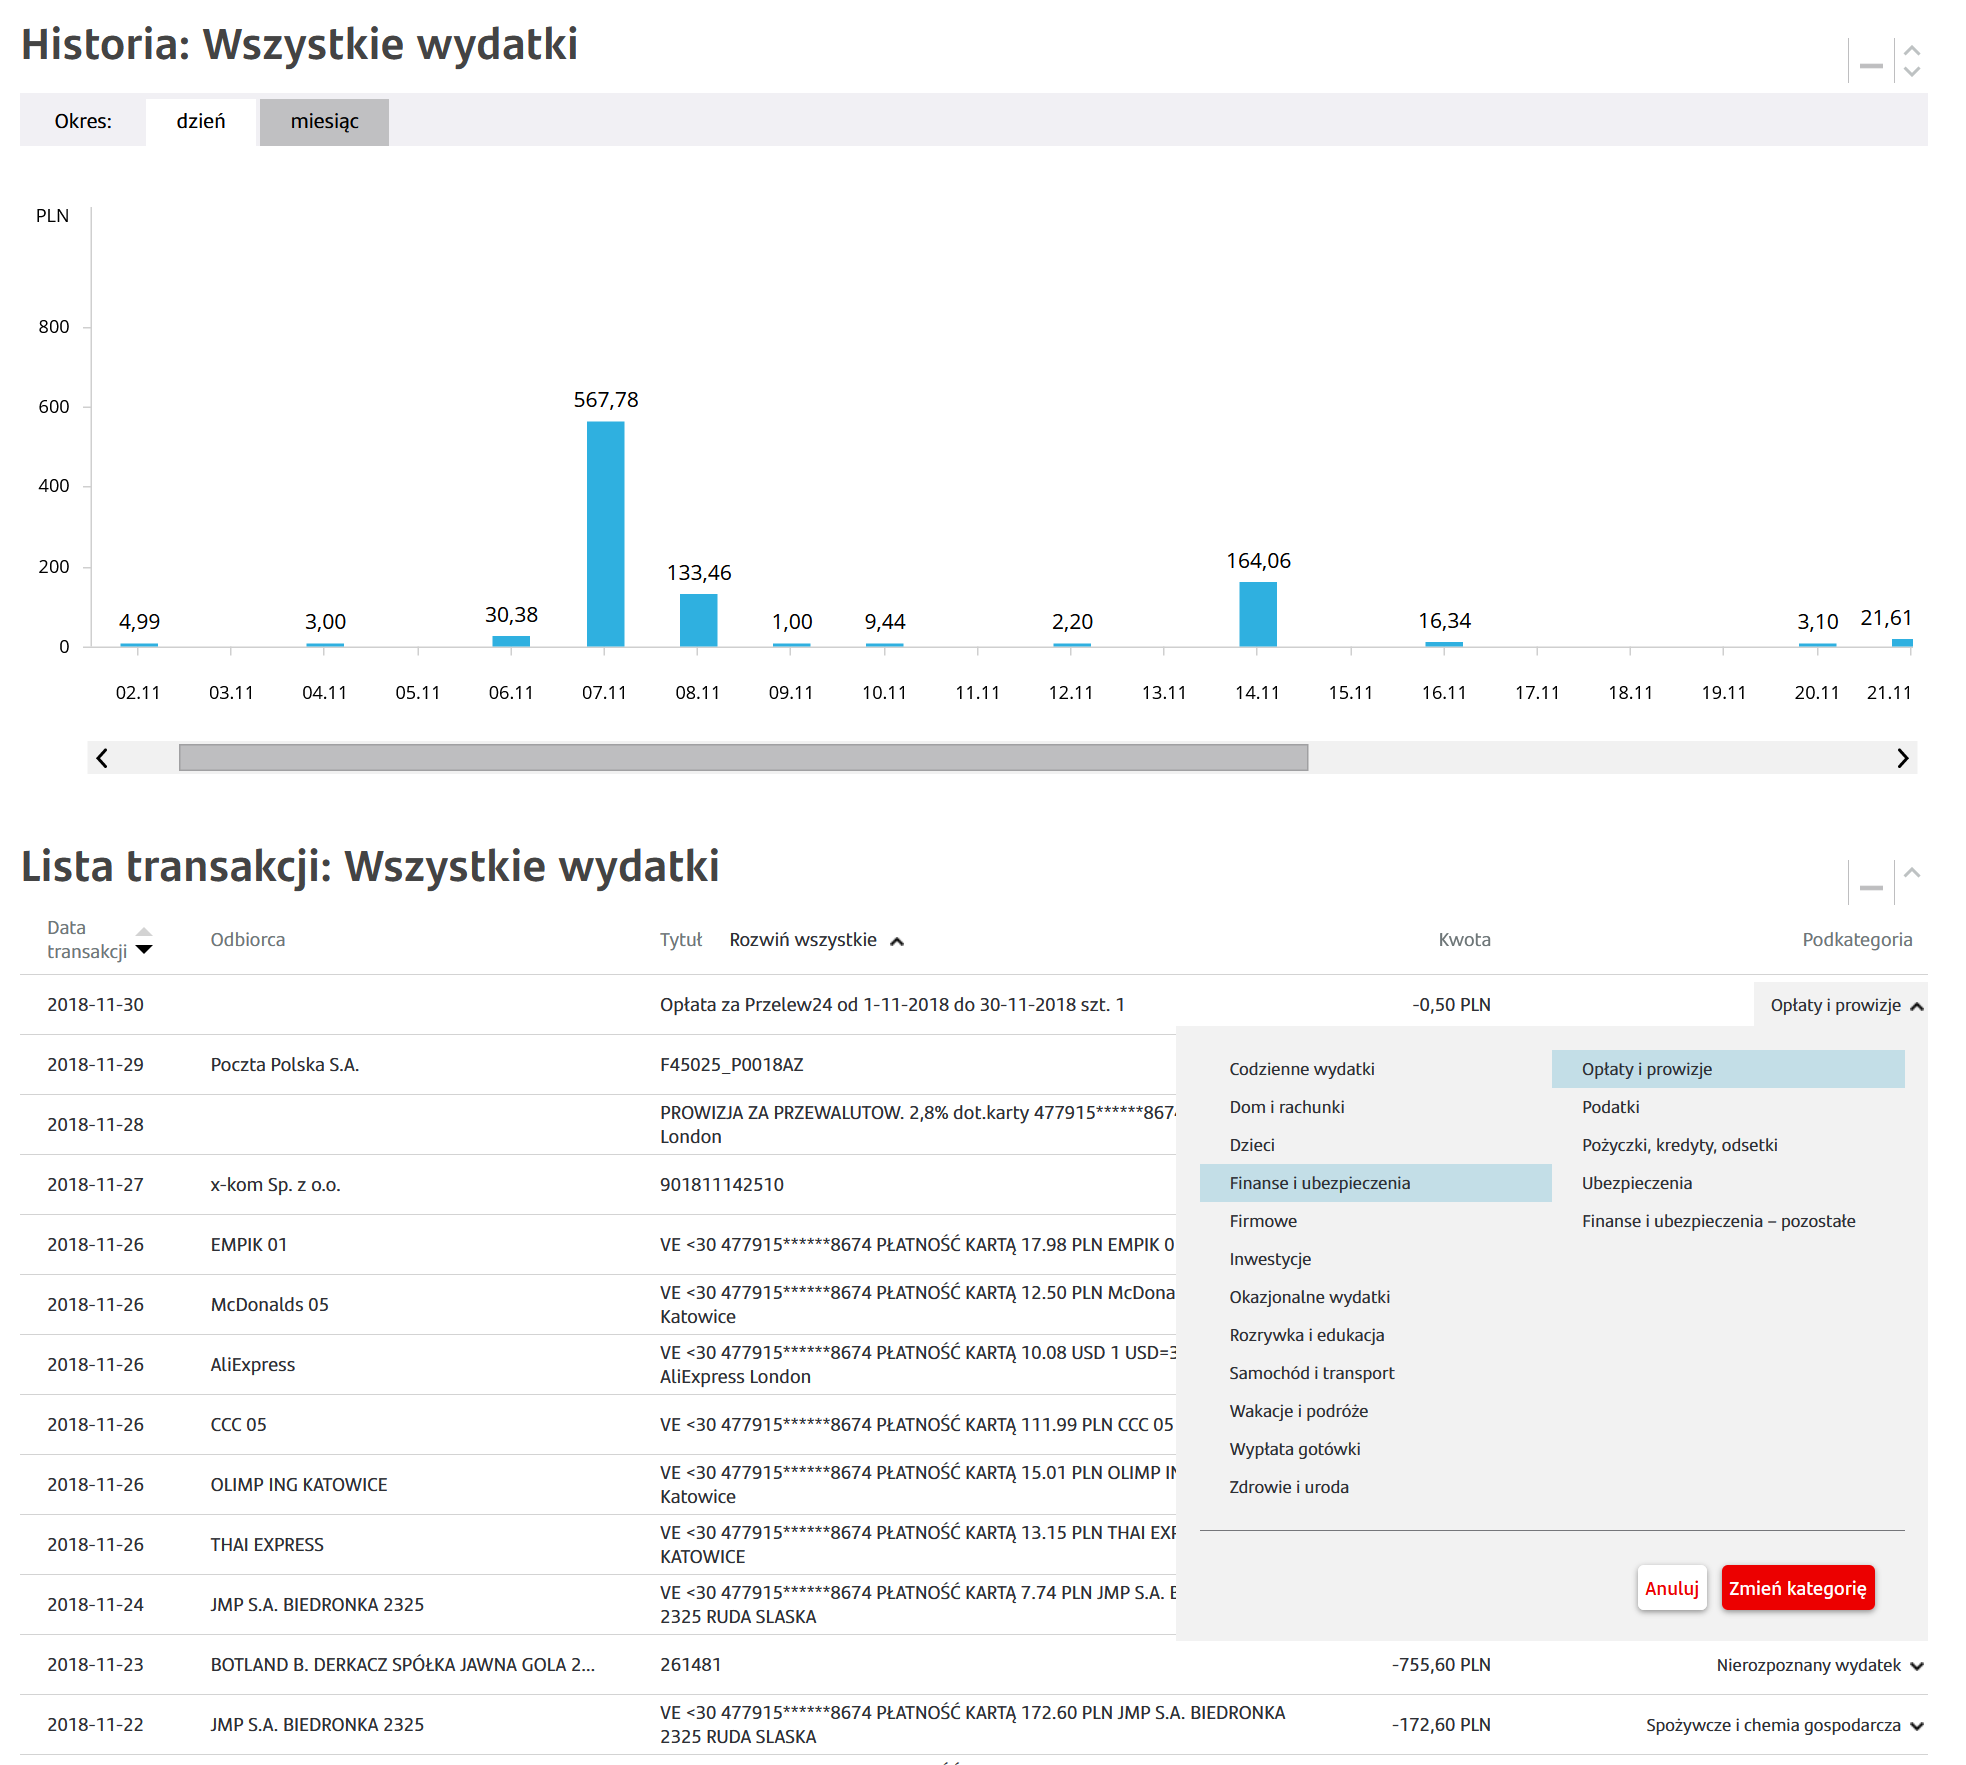 Historia: Wszystkie wydatki
Okres: dzień miesiąc
PLN
800
600
400
200
0
567,78
164,06
133,46
30,38
4,99 3,00 1,00 9,44 2,20 16,34 3,10 21,61
02.11 03.11 04.11 05.11 06.11 07.11 08.11 09.11 10.11 11.11 12.11 13.11 14.11 15.11 16.11 17.11 18.11 19.11 20.11 21.11
Lista transakcji: Wszystkie wydatki
Data
transakcji Odbiorca Tytuł Rozwiń wszystkie Kwota Podkategoria
2018-11-30 Opłata za Przelew24 od 1-11-2018 do 30-11-2018 szt. 1 -0,50 PLN Opłaty i prowizje
2018-11-29 Poczta Polska S.A. F45025_P0018AZ
2018-11-28 PROWIZJA ZA PRZEWALUTOW. 2,8% dot.karty 477915******8674
London
2018-11-27 x-kom Sp. z o.o. 901811142510
2018-11-26 EMPIK 01 VE <30 477915******8674 PŁATNOŚĆ KARTĄ 17.98 PLN EMPIK 0
2018-11-26 McDonalds 05 VE <30 477915******8674 PŁATNOŚĆ KARTĄ 12.50 PLN McDona
Katowice
2018-11-26 AliExpress VE <30 477915******8674 PŁATNOŚĆ KARTĄ 10.08 USD 1 USD=3
AliExpress London
2018-11-26 CCC 05 VE <30 477915******8674 PŁATNOŚĆ KARTĄ 111.99 PLN CCC 05
2018-11-26 OLIMP ING KATOWICE VE <30 477915******8674 PŁATNOŚĆ KARTĄ 15.01 PLN OLIMP IN
Katowice
2018-11-26 THAI EXPRESS VE <30 477915******8674 PŁATNOŚĆ KARTĄ 13.15 PLN THAI EXP
KATOWICE
2018-11-24 JMP S.A. BIEDRONKA 2325 VE <30 477915******8674 PŁATNOŚĆ KARTĄ 7.74 PLN JMP S.A. B
2325 RUDA SLASKA
Codzienne wydatki
Dom i rachunki
Dzieci
Finanse i ubezpieczenia
Firmowe
Inwestycje
Okazjonalne wydatki
Rozrywka i edukacja
Samochód i transport
Wakacje i podróże
Wypłata gotówki
Zdrowie i uroda
Opłaty i prowizje
Podatki
Pożyczki, kredyty, odsetki
Ubezpieczenia
Finanse i ubezpieczenia – pozostałe
Anuluj Zmień kategorię
2018-11-23 BOTLAND B. DERKACZ SPÓŁKA JAWNA GOLA 2... 261481 -755,60 PLN Nierozpoznany wydatek
2018-11-22 JMP S.A. BIEDRONKA 2325 VE <30 477915******8674 PŁATNOŚĆ KARTĄ 172.60 PLN JMP S.A. BIEDRONKA
2325 RUDA SLASKA -172,60 PLN Spożywcze i chemia gospodarcza